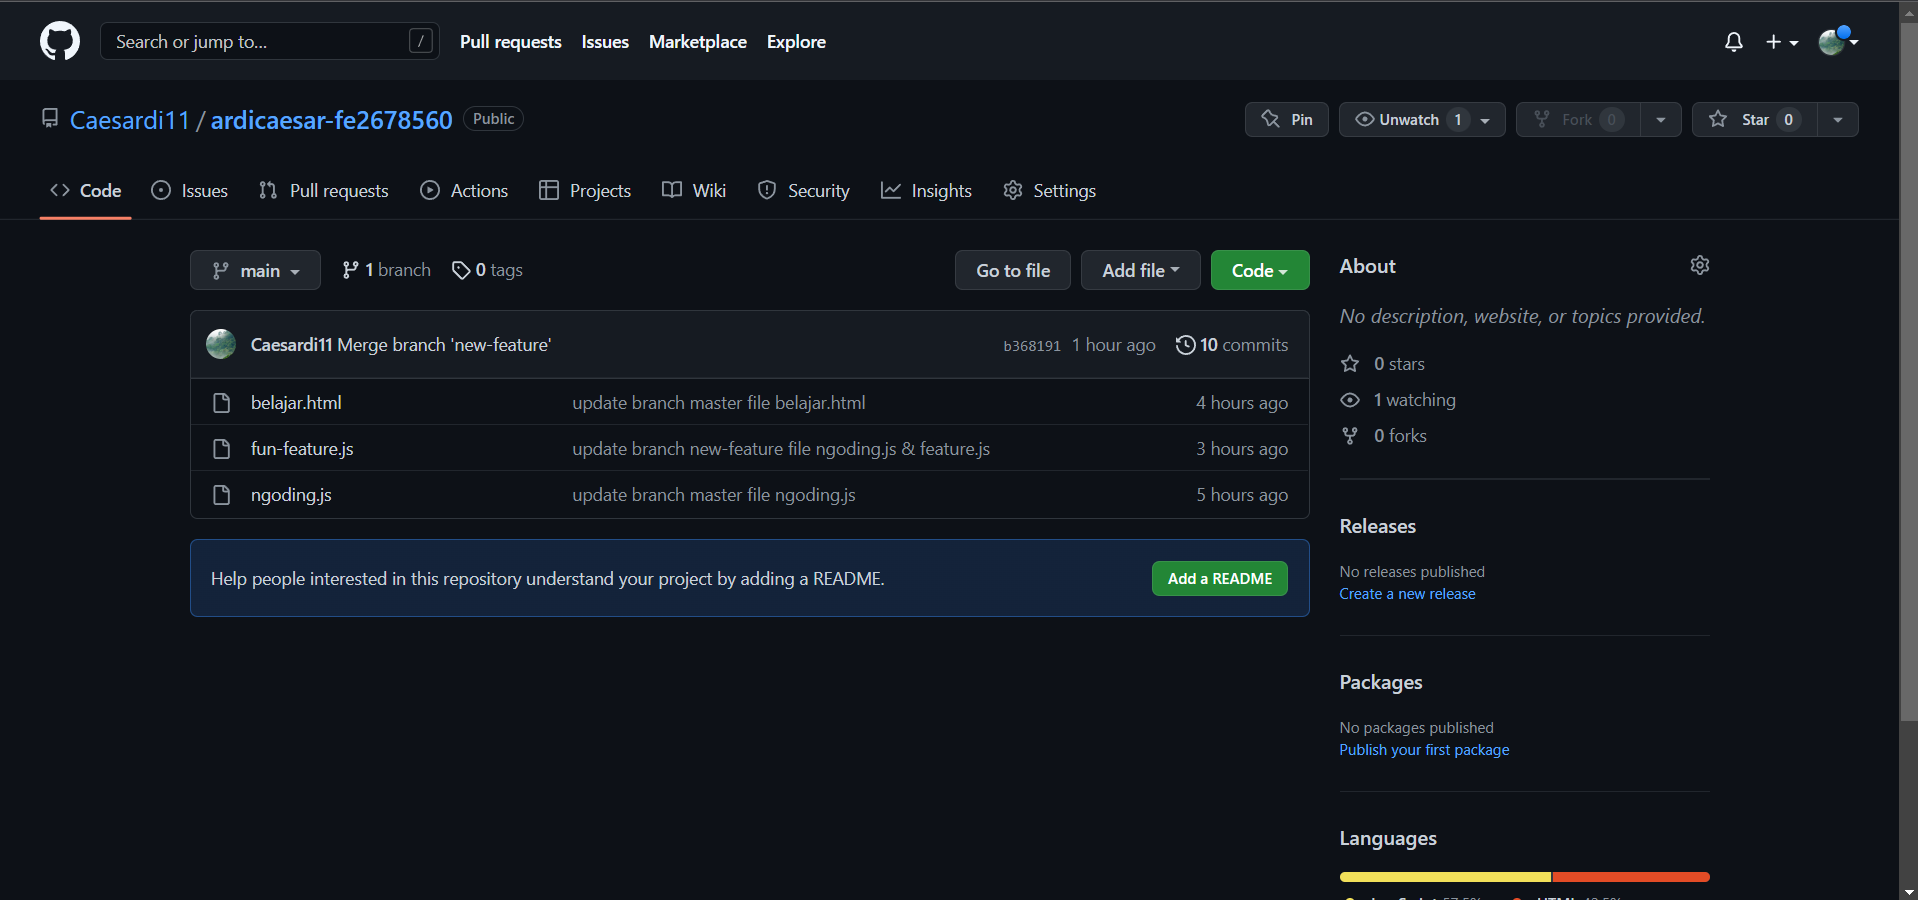 Search or jump to... /
Pull requests Issues Marketplace Explore
Caesardi11 / ardicaesar-fe2678560 Public
Pin Unwatch 1 Fork 0 Star 0
Code Issues Pull requests Actions Projects Wiki Security Insights Settings
main 1 branch 0 tags
Go to file Add file Code
Caesardi11 Merge branch 'new-feature' b368191 1 hour ago 10 commits
belajar.html update branch master file belajar.html 4 hours ago
fun-feature.js update branch new-feature file ngoding.js & feature.js 3 hours ago
ngoding.js update branch master file ngoding.js 5 hours ago
Help people interested in this repository understand your project by adding a README. Add a README
About
No description, website, or topics provided.
0 stars
1 watching
0 forks
Releases
No releases published
Create a new release
Packages
No packages published
Publish your first package
Languages